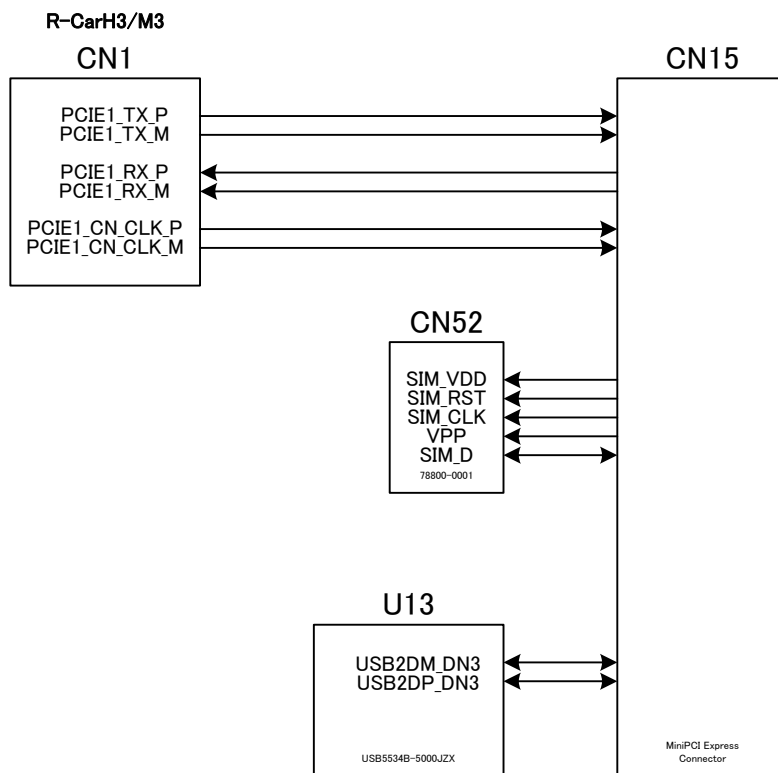 R-CarH3/M3
CN1
CN15
PCIE1_TX_P
PCIE1_TX_M
PCIE1_RX_P
PCIE1_RX_M
PCIE1_CN_CLK_P
PCIE1_CN_CLK_M
CN52
SIM_VDD
SIM_RST
SIM_CLK
VPP
SIM_D
78800-0001
U13
USB2DM_DN3
USB2DP_DN3
USB5534B-5000JZX
MiniPCI Express
Connector